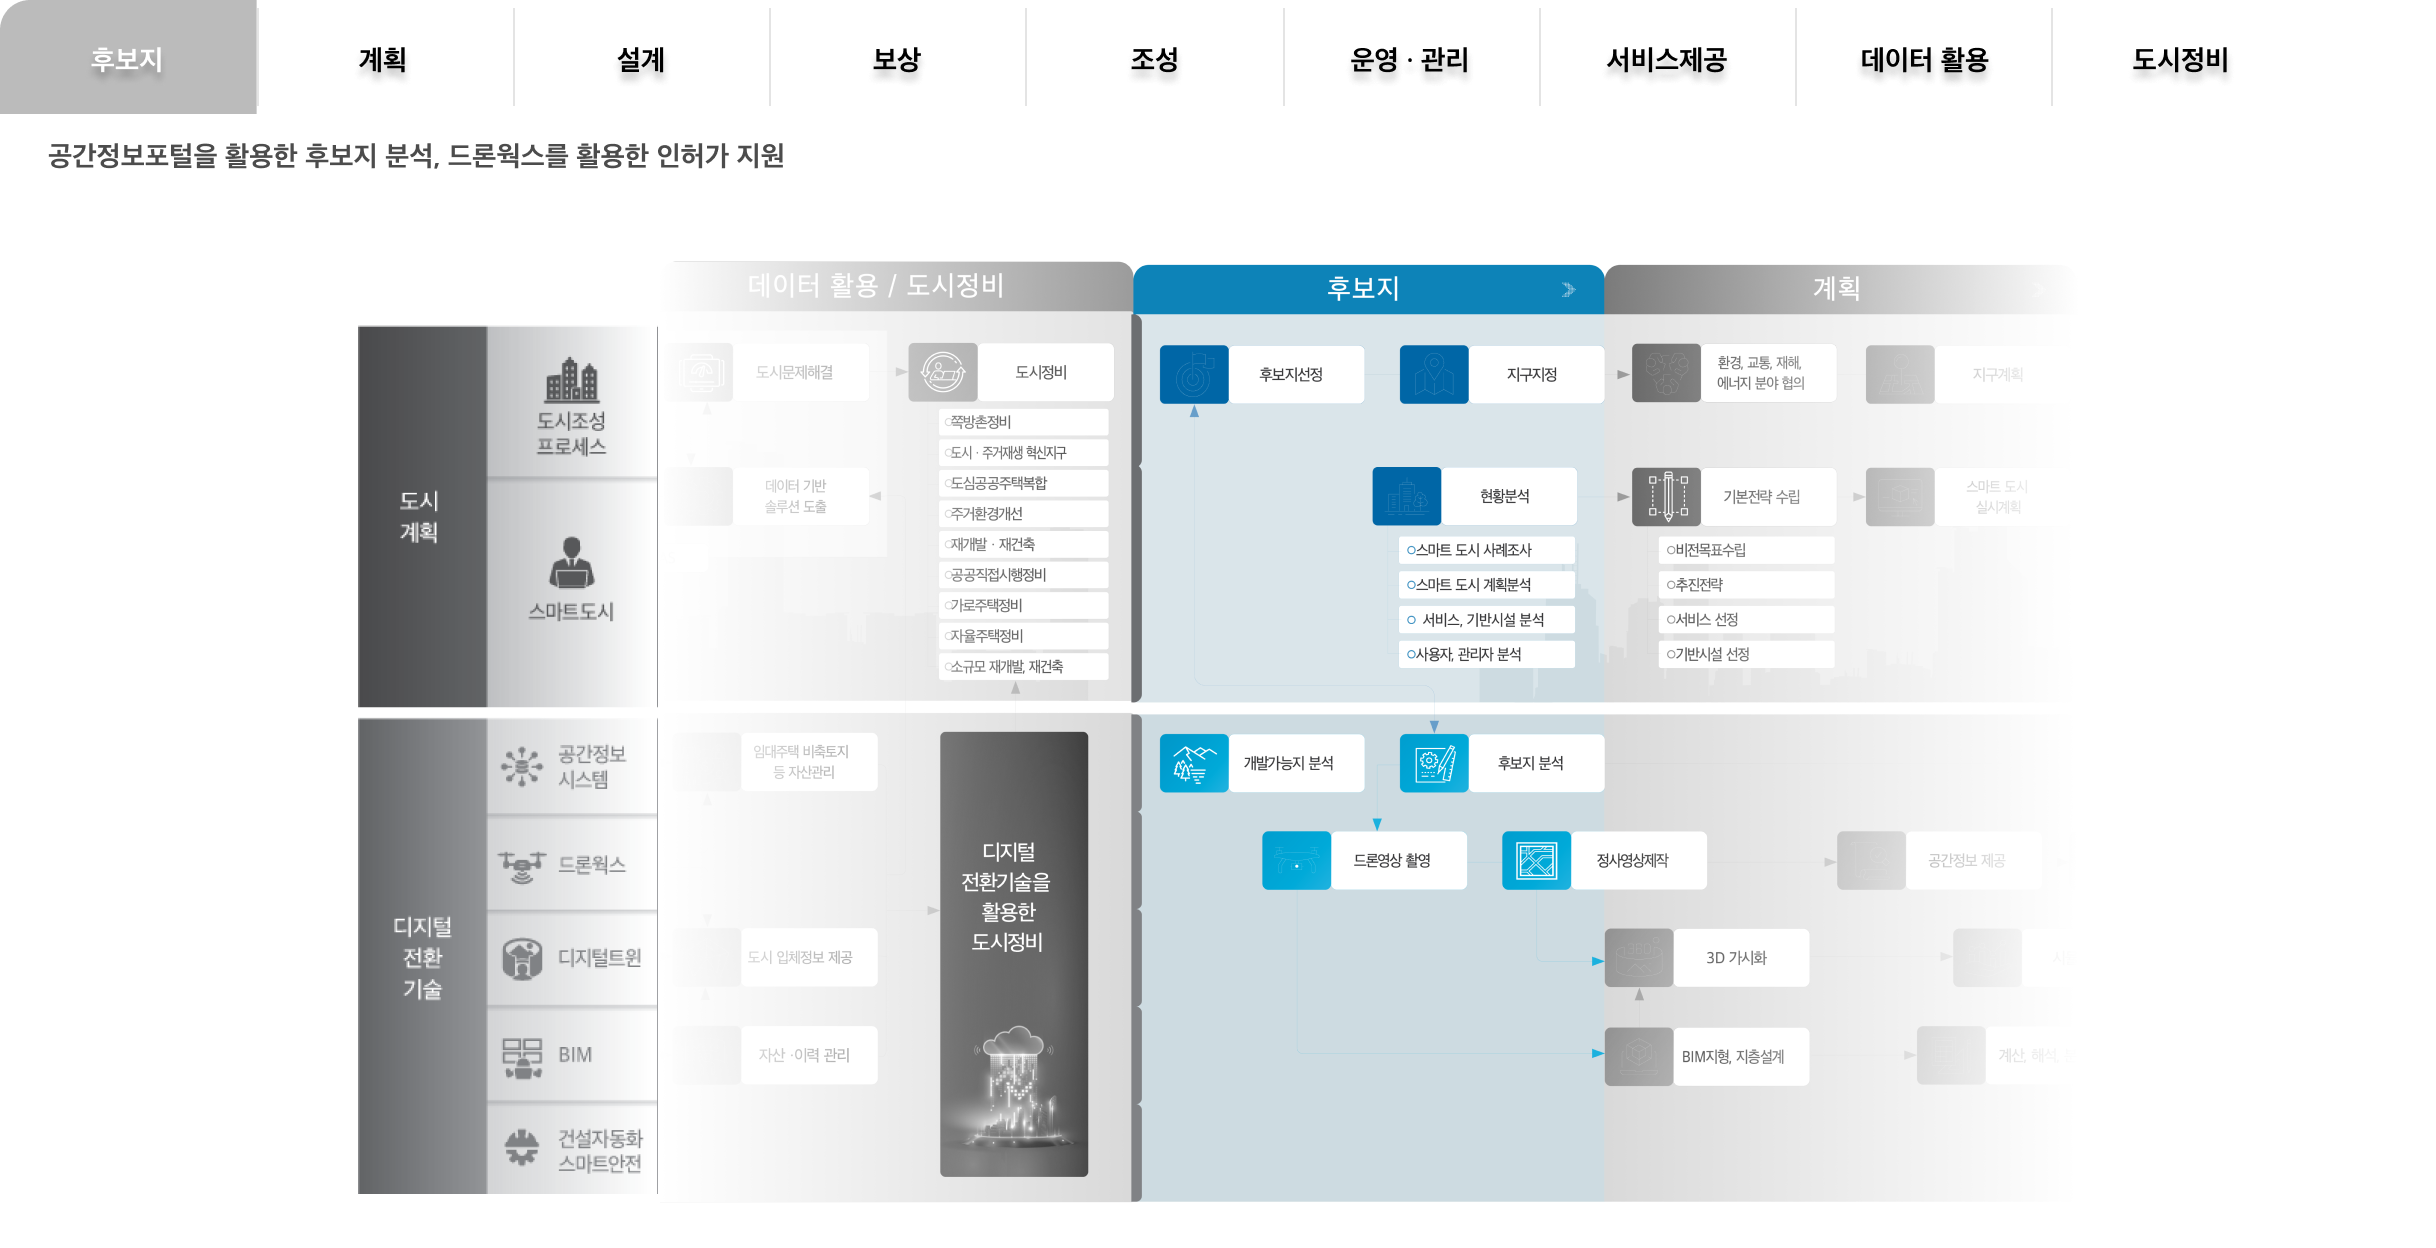 후보지
계획
설계
보상
조성
운영 · 관리
서비스제공
데이터 활용
도시정비
공간정보포털을 활용한 후보지 분석, 드론웍스를 활용한 인허가 지원
데이터 활용 / 도시정비
후보지
계획
도시
계획
도시조성
프로세스
스마트도시
도시문제해결
데이터 기반
솔루션 도출
도시정비
쪽방촌정비
도시 · 주거재생 혁신지구
도심공공주택복합
주거환경개선
재개발 · 재건축
공공직접시행정비
가로주택정비
자율주택정비
소규모 재개발, 재건축
후보지선정
지구지정
현황분석
스마트 도시 사례조사
스마트 도시 계획분석
서비스, 기반시설 분석
사용자, 관리자 분석
환경, 교통, 재해,
에너지 분야 협의
지구계획
기본전략 수립
비전목표수립
추진전략
서비스 선정
기반시설 선정
스마트 도시
실시계획
디지털
전환
기술
공간정보
시스템
드론웍스
디지털트윈
BIM
건설자동화
스마트안전
임대주택 비축토지
등 자산관리
도시 입체정보 제공
자산 ·이력 관리
디지털
전환기술을
활용한
도시정비
개발가능지 분석
후보지 분석
드론영상 촬영
정사영상제작
공간정보 제공
3D 가시화
BIM지형, 지층설계
계산, 해석,